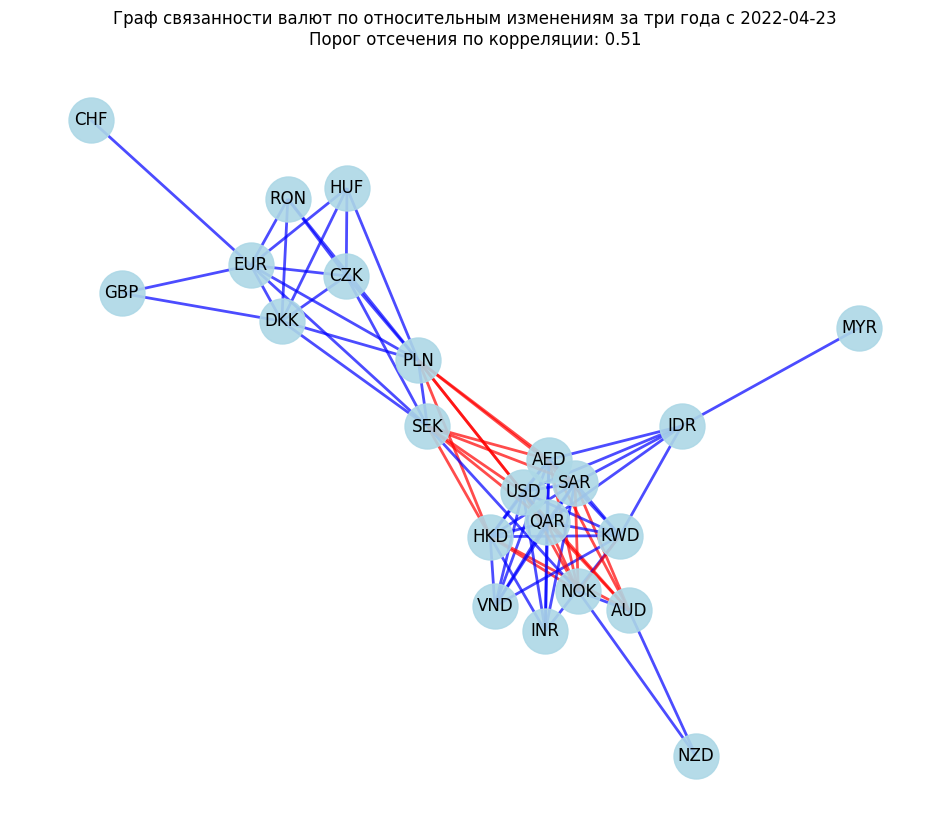 Граф связанности валют по относительным изменениям за три года с 2022-04-23
Порог отсечения по корреляции: 0.51
CHF
HUF
RON
EUR
CZK
GBP
DKK
MYR
PLN
SEK
IDR
AED
SAR
USD
QAR
HKD
KWD
NOK
VND
AUD
INR
NZD